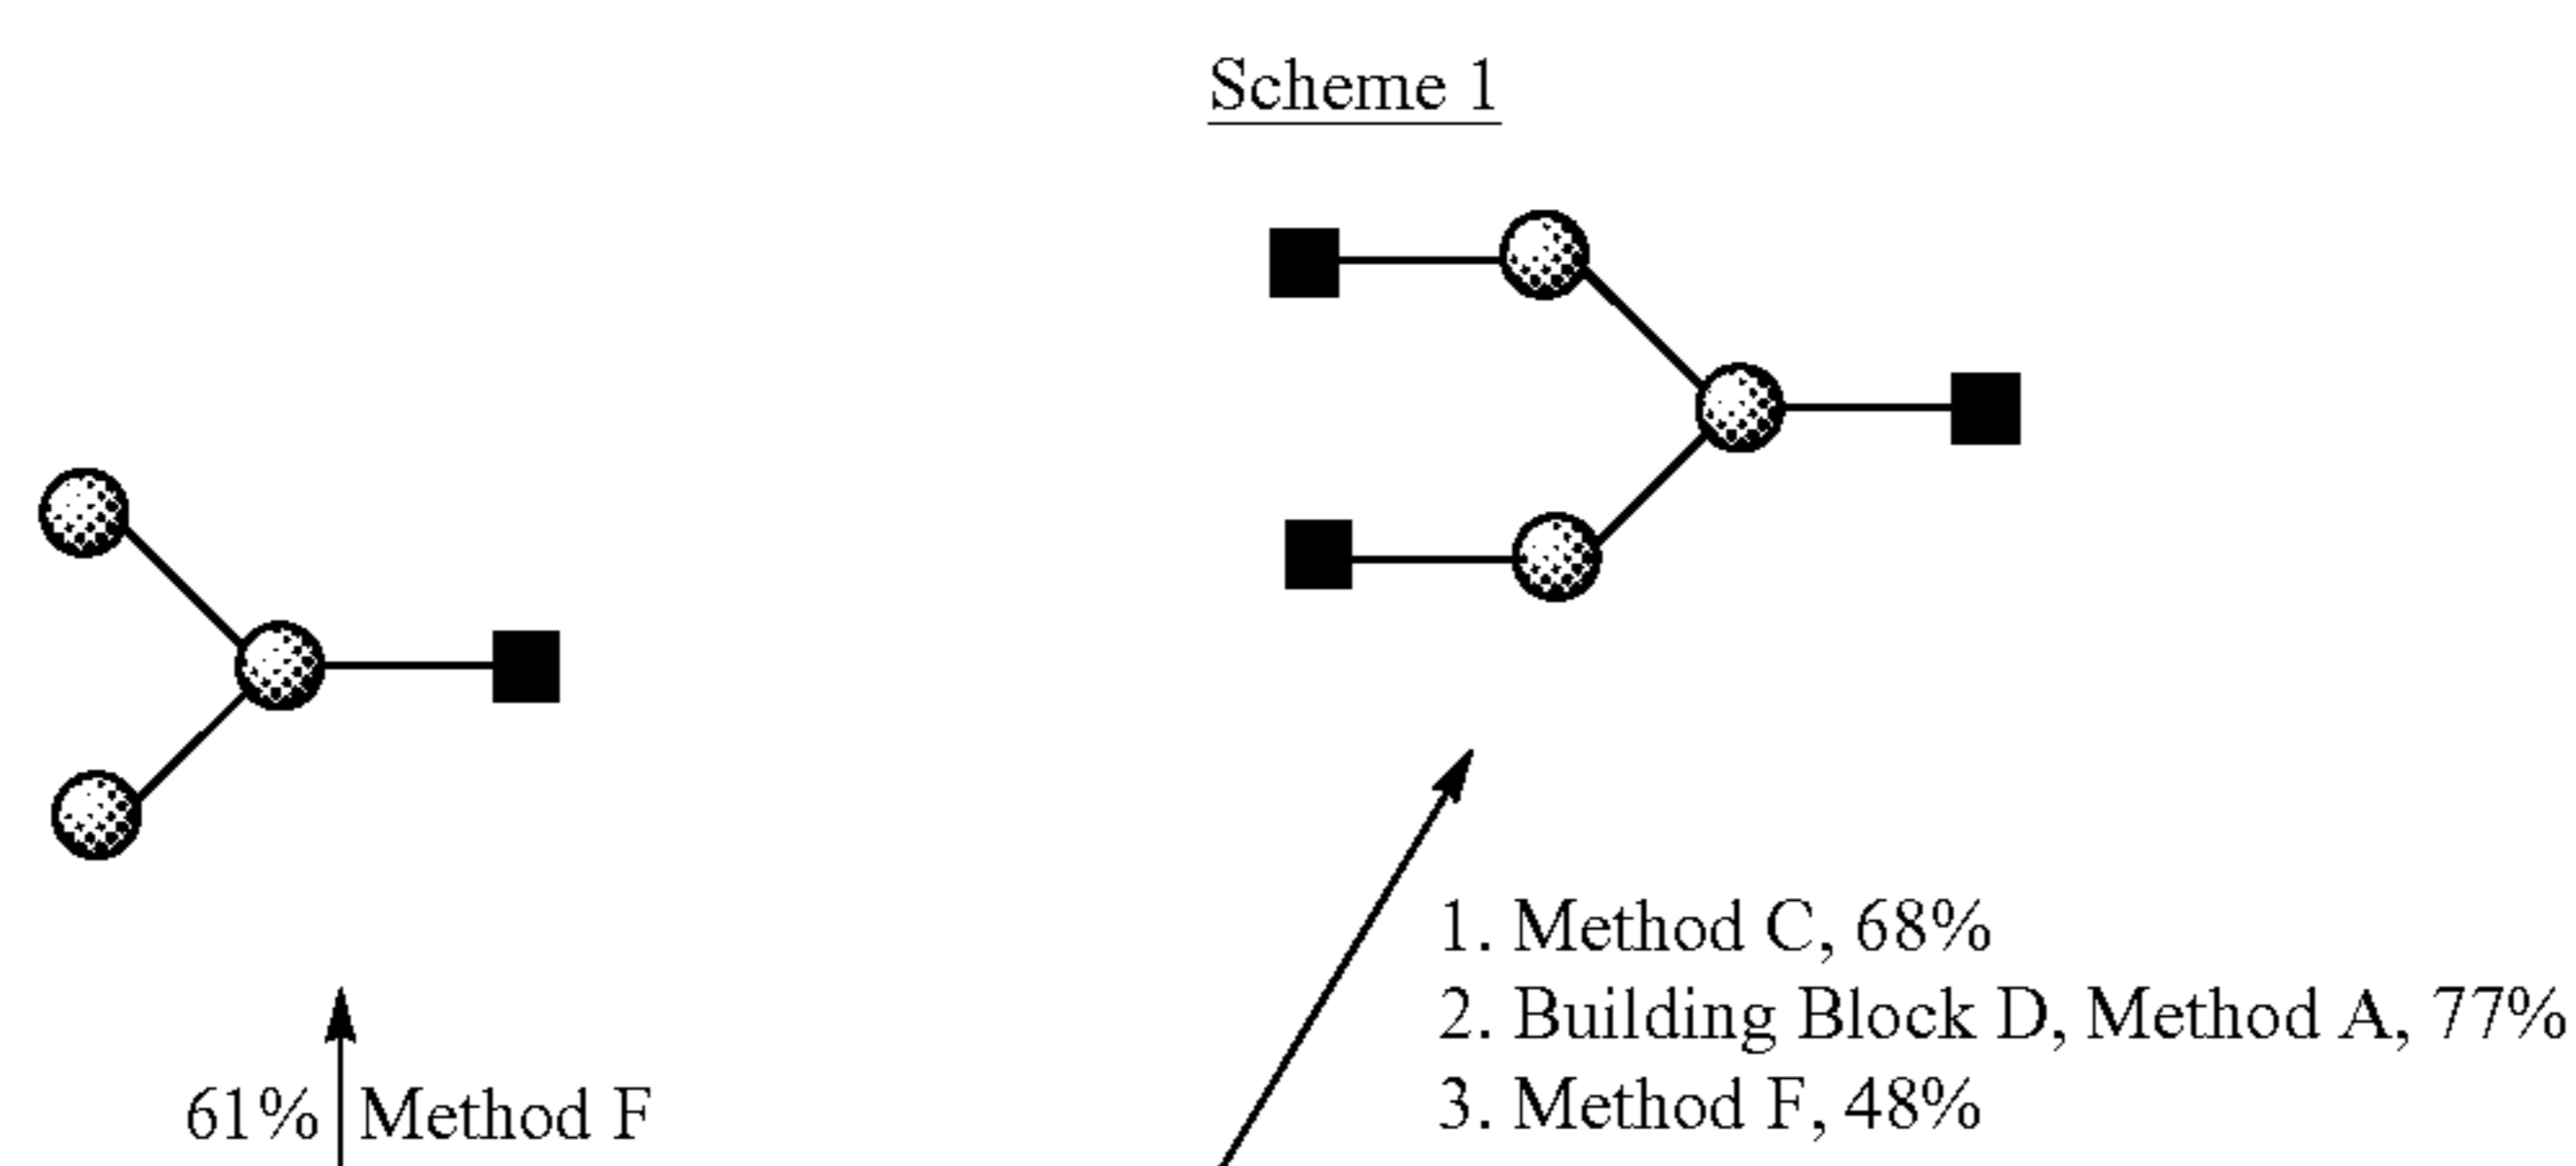 Scheme 1
1. Method C, 68%
2. Building Block D, Method A, 77%
3. Method F, 48%
61% Method F